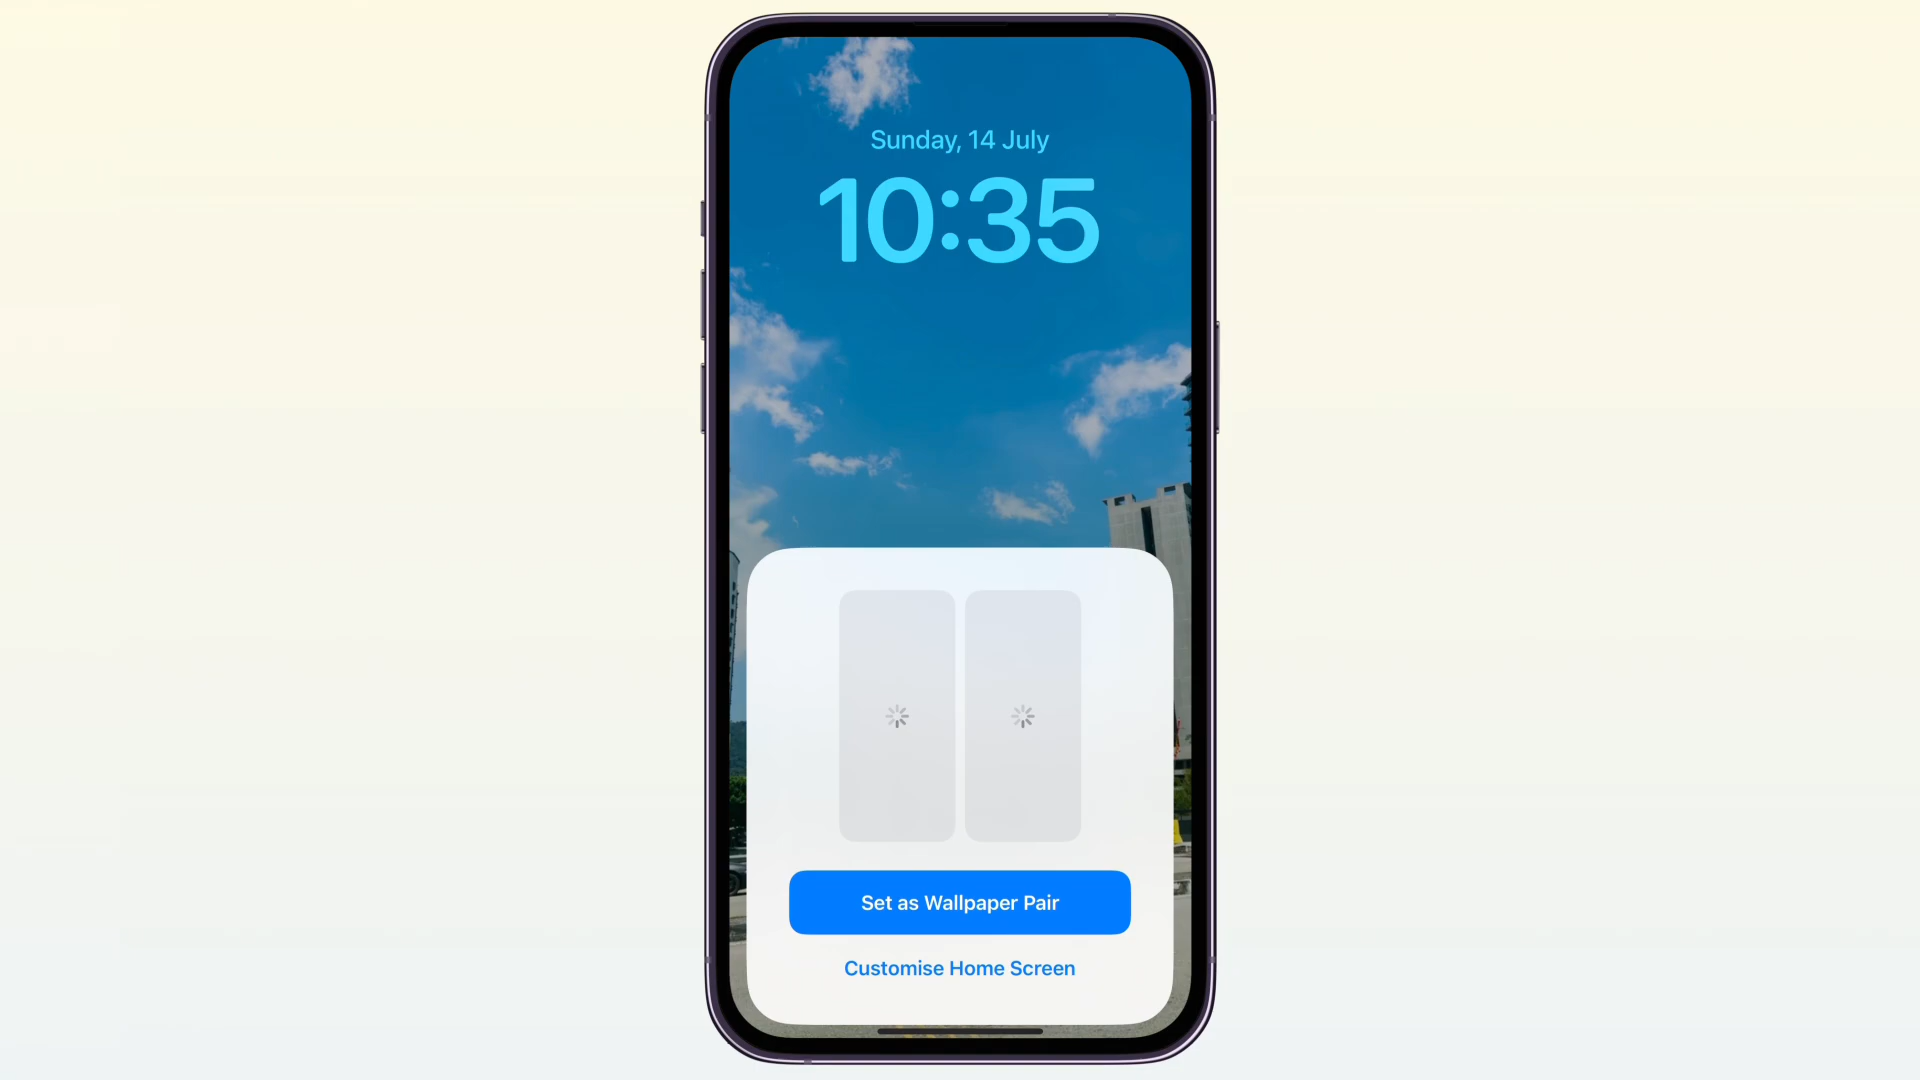 Sunday, 14 July
10:35
Set as Wallpaper Pair
Customise Home Screen